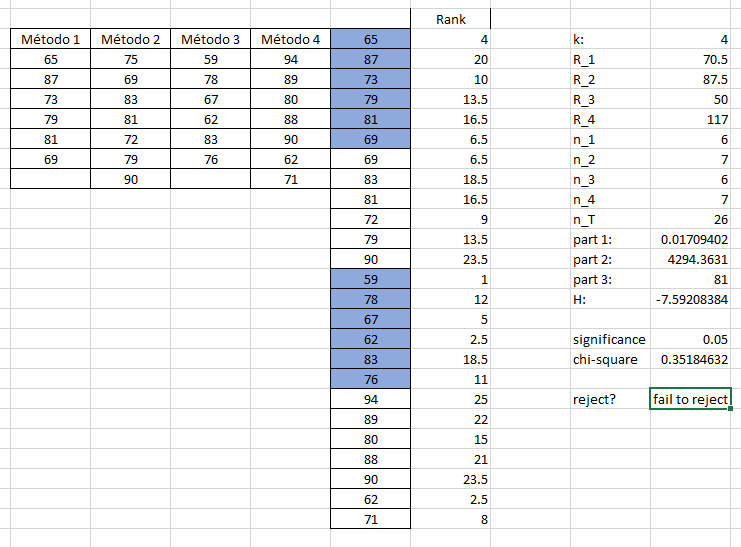 Rank
Método 1 Método 2 Método 3 Método 4 65 4 k: 4
65 75 59 94 87 20 R_1 70.5
87 69 78 89 73 10 R_2 87.5
73 83 67 80 79 13.5 R_3 50
79 81 62 88 81 16.5 R_4 117
81 72 83 90 69 6.5 n_1 6
69 79 76 62 69 6.5 n_2 7
90 71 83 18.5 n_3 6
81 16.5 n_4 7
72 9 n_T 26
79 13.5 part 1: 0.01709402
90 23.5 part 2: 4294.3631
59 1 part 3: 81
78 12 H: -7.59208384
67 5
62 2.5 significance 0.05
83 18.5 chi-square 0.35184632
76 11
94 25 reject? fail to reject
89 22
80 15
88 21
90 23.5
62 2.5
71 8